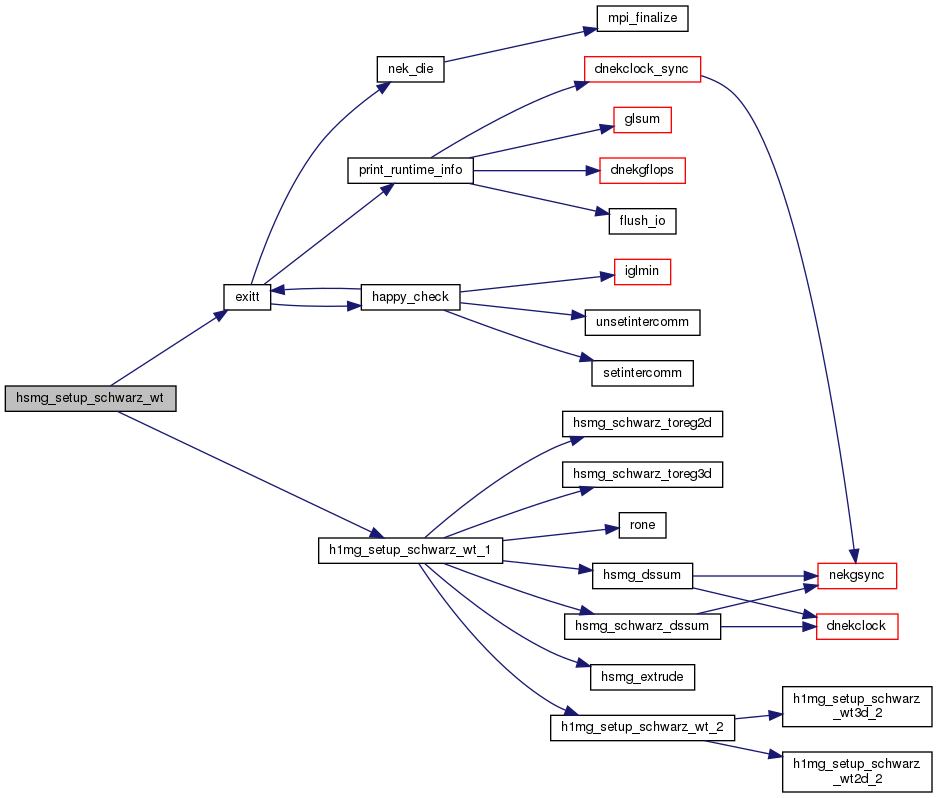 mpi_finalize
nek_die
dnekclock_sync
glsum
print_runtime_info
dnekgflops
flush_io
iglmin
exitt
happy_check
unsetintercomm
setintercomm
hsmg_setup_schwarz_wt
hsmg_schwarz_toreg2d
hsmg_schwarz_toreg3d
rone
h1mg_setup_schwarz_wt_1
hsmg_dssum
nekgsync
hsmg_schwarz_dssum
dnekclock
hsmg_extrude
h1mg_setup_schwarz
_wt3d_2
h1mg_setup_schwarz_wt_2
h1mg_setup_schwarz
_wt2d_2